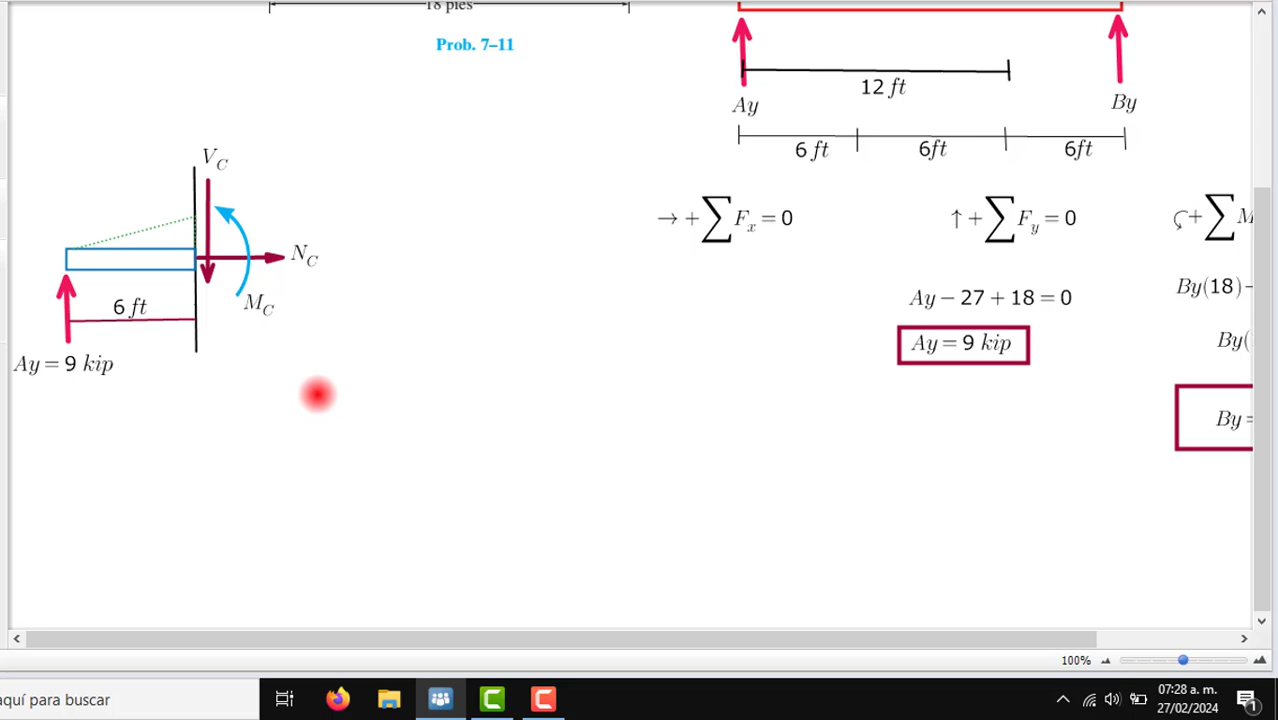 18 pies
Prob. 7–11
Ay
By
12 ft
6 ft
6ft
6ft
V_C
N_C
M_C
6 ft
Ay = 9 kip
→ + ∑ F_x = 0
↑ + ∑ F_y = 0
Ay − 27 + 18 = 0
Ay = 9 kip
+ ∑ M
By(18) −
By(
By =
100%
aquí para buscar
07:28 a. m.
27/02/2024
1